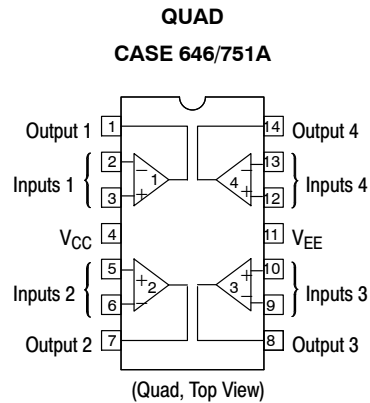 QUAD
CASE 646/751A
Output 1 1 14 Output 4
2 − − 13
Inputs 1 1 4 Inputs 4
3 + + 12
VCC 4 11 VEE
5 + + 10
Inputs 2 2 3 Inputs 3
6 − − 9
Output 2 7 8 Output 3
(Quad, Top View)